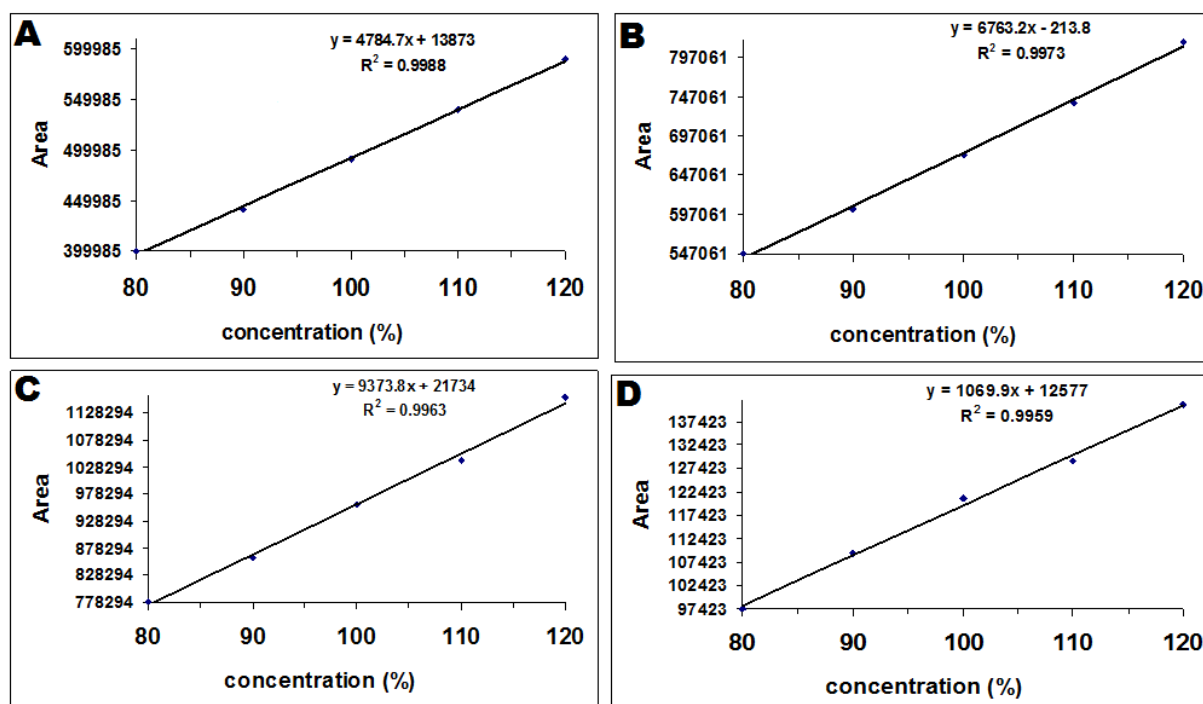 A
y = 4784.7x + 13873
R² = 0.9988
Area
599985
549985
499985
449985
399985
80 90 100 110 120
concentration (%)
B
y = 6763.2x - 213.8
R² = 0.9973
Area
797061
747061
697061
647061
597061
547061
80 90 100 110 120
concentration (%)
C
y = 9373.8x + 21734
R² = 0.9963
Area
1128294
1078294
1028294
978294
928294
878294
828294
778294
80 90 100 110 120
concentration (%)
D
y = 1069.9x + 12577
R² = 0.9959
Area
137423
132423
127423
122423
117423
112423
107423
102423
97423
80 90 100 110 120
concentration (%)